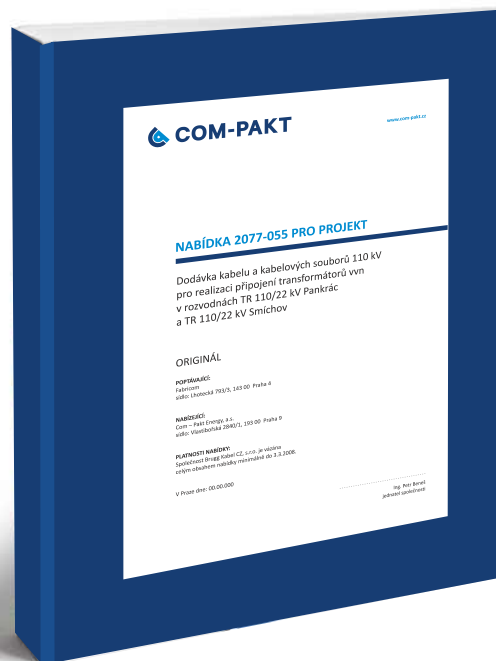 COM-PAKT
www.com-pakt.cz
NABÍDKA 2077-055 PRO PROJEKT
Dodávka kabelu a kabelových souborů 110 kV
pro realizaci připojení transformátorů vvn
v rozvodnách TR 110/22 kV Pankrác
a TR 110/22 kV Smíchov
ORIGINÁL
POPTÁVAJÍCÍ:
Fabricom
sídlo: Lhotecká 793/3, 143 00 Praha 4
NABÍZEJÍCÍ:
Com – Pakt Energy, a.s.
sídlo: Vlastibořská 2840/1, 193 00 Praha 9
PLATNOSTI NABÍDKY:
Společnost Brugg Kabel CZ, s.r.o. je vázána
celým obsahem nabídky minimálně do 3.3.2008.
V Praze dne: 00.00.000
Ing. Petr Beneš
jednatel společnosti